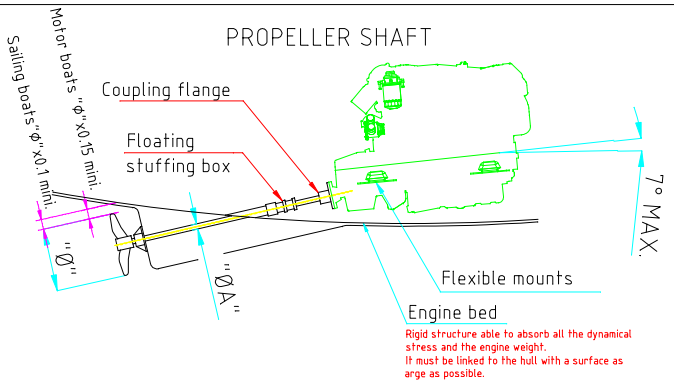 PROPELLER SHAFT
Motor boats "ø"x0.15 mini.
Sailing boats"ø"x0.1 mini.
Coupling flange
Floating
stuffing box
7° MAX.
"Ø"
"ØA"
Flexible mounts
Engine bed
Rigid structure able to absorb all the dynamical
stress and the engine weight.
It must be linked to the hull with a surface as
arge as possible.